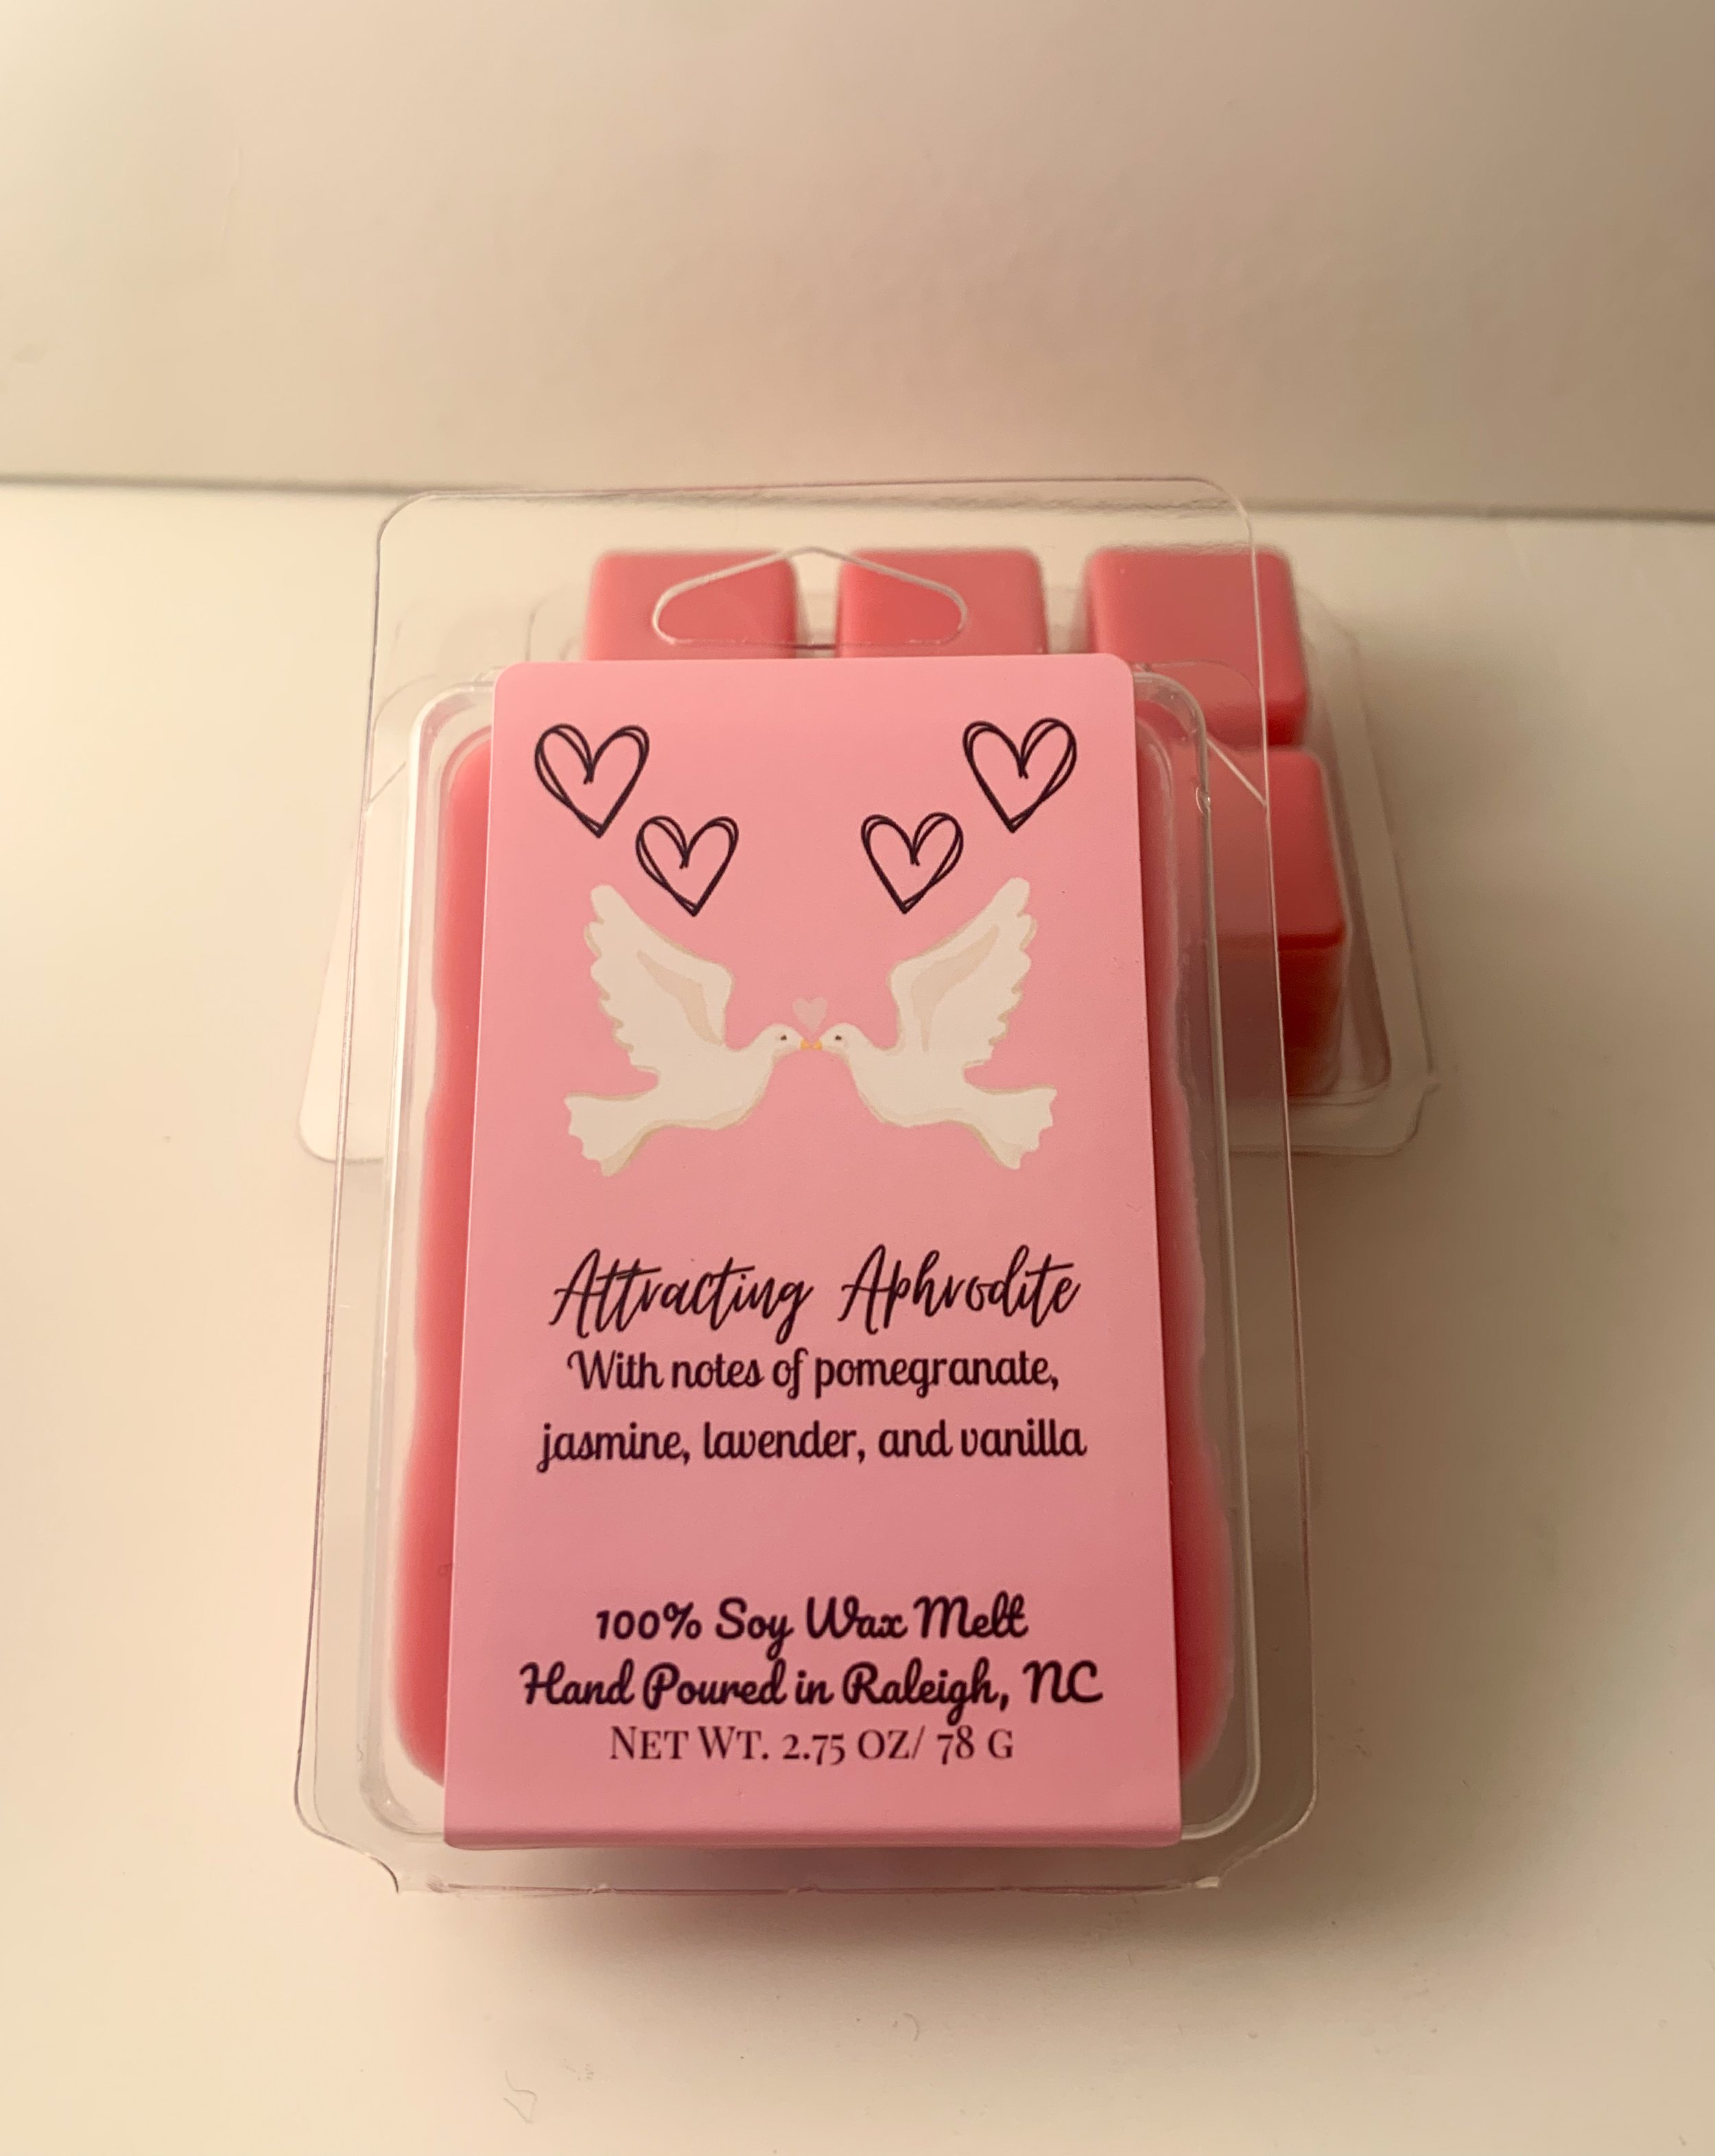 Attracting Aphrodite
With notes of pomegranate,
jasmine, lavender, and vanilla
100% Soy Wax Melt
Hand Poured in Raleigh, NC
NET WT. 2.75 OZ/ 78 G